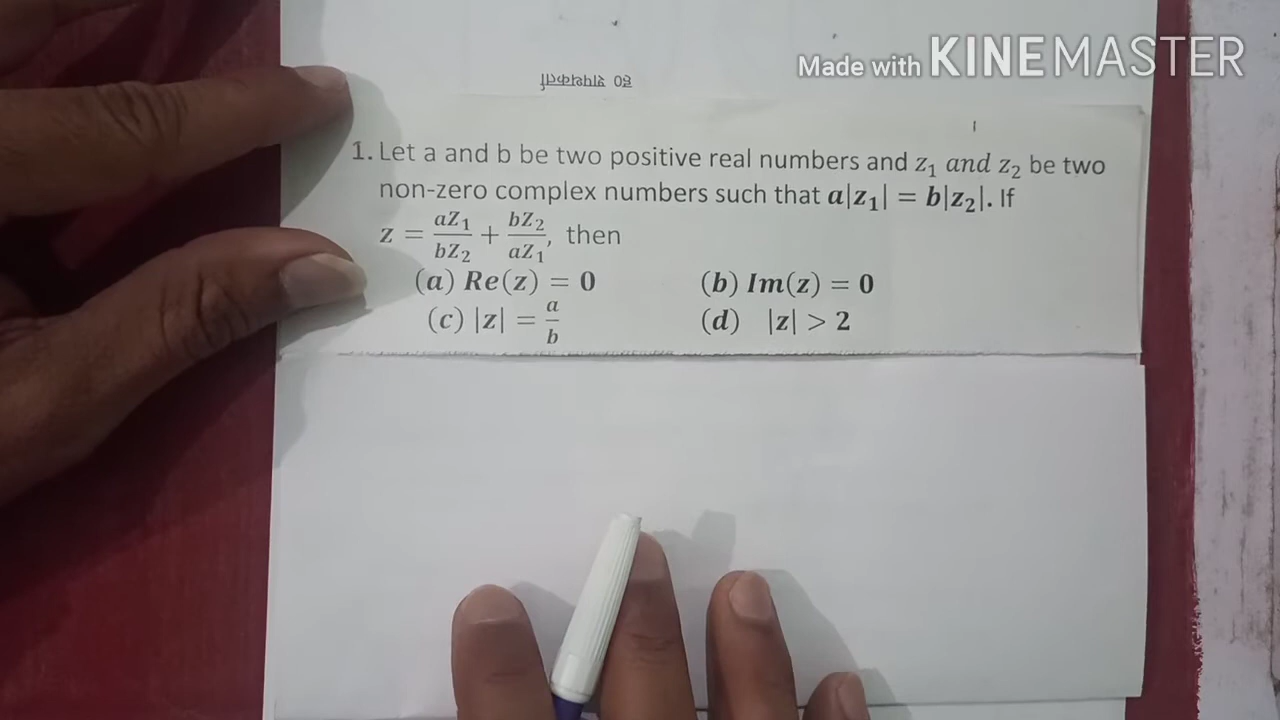 Made with KINEMASTER
1. Let a and b be two positive real numbers and z₁ and z₂ be two
non-zero complex numbers such that a|z₁| = b|z₂|. If
z = aZ₁/bZ₂ + bZ₂/aZ₁, then
(a) Re(z) = 0 (b) Im(z) = 0
(c) |z| = a/b (d) |z| > 2